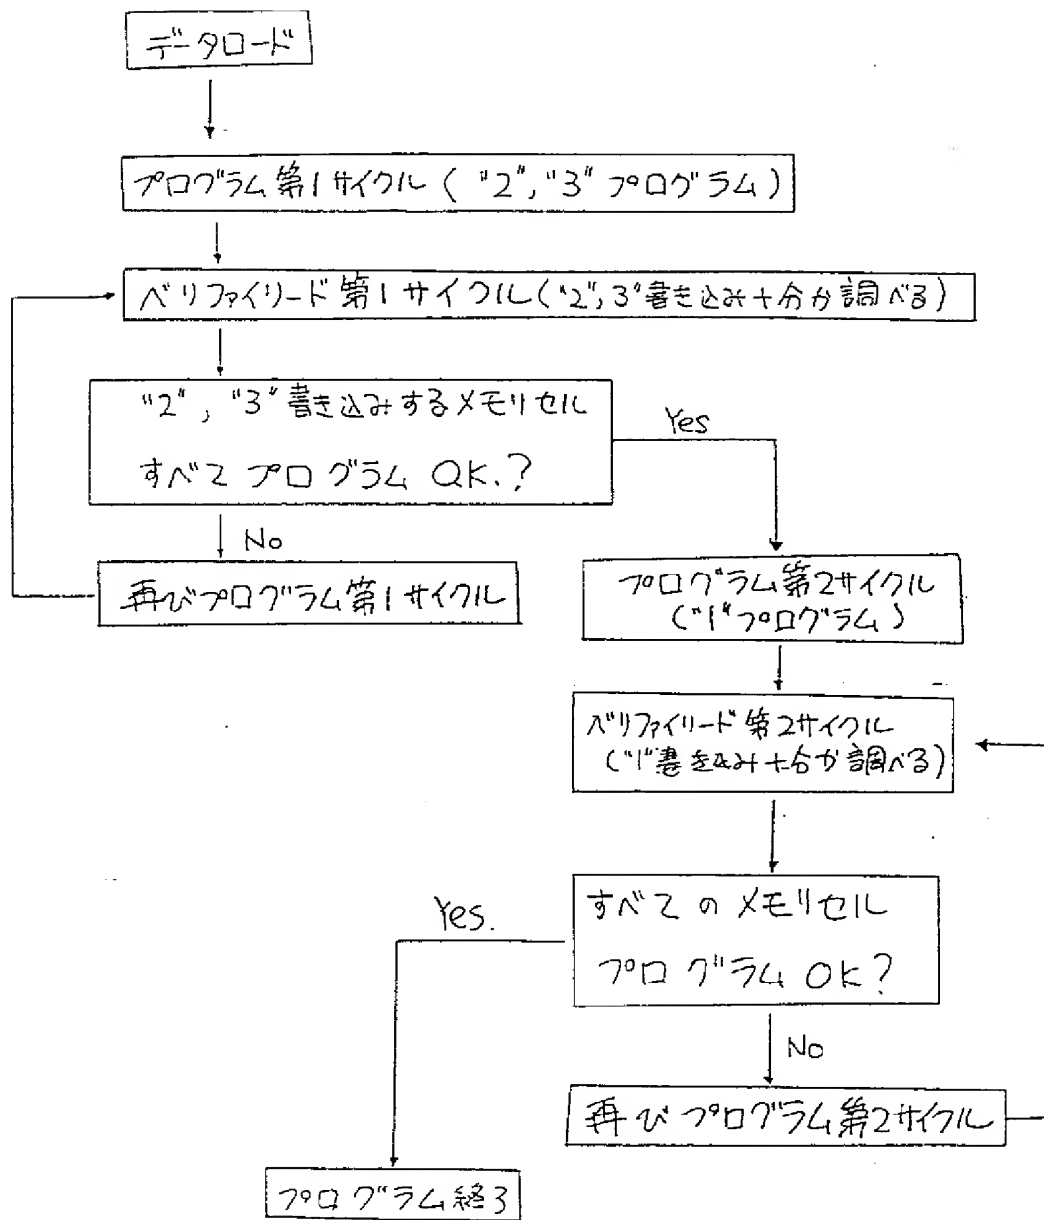 データロード
プログラム第1サイクル ( "2", "3" プログラム )
ベリファイリード第1サイクル ( "2", 3" 書き込み十分か調べる )
"2", "3" 書き込みするメモリセル
すべて プログラム OK.?
Yes
No
再びプログラム第1サイクル
プログラム第2サイクル
( "1" プログラム )
ベリファイリード第2サイクル
( "1" 書き込み十分か調べる )
すべてのメモリセル
プログラム OK?
Yes.
No
再びプログラム第2サイクル
プログラム終了